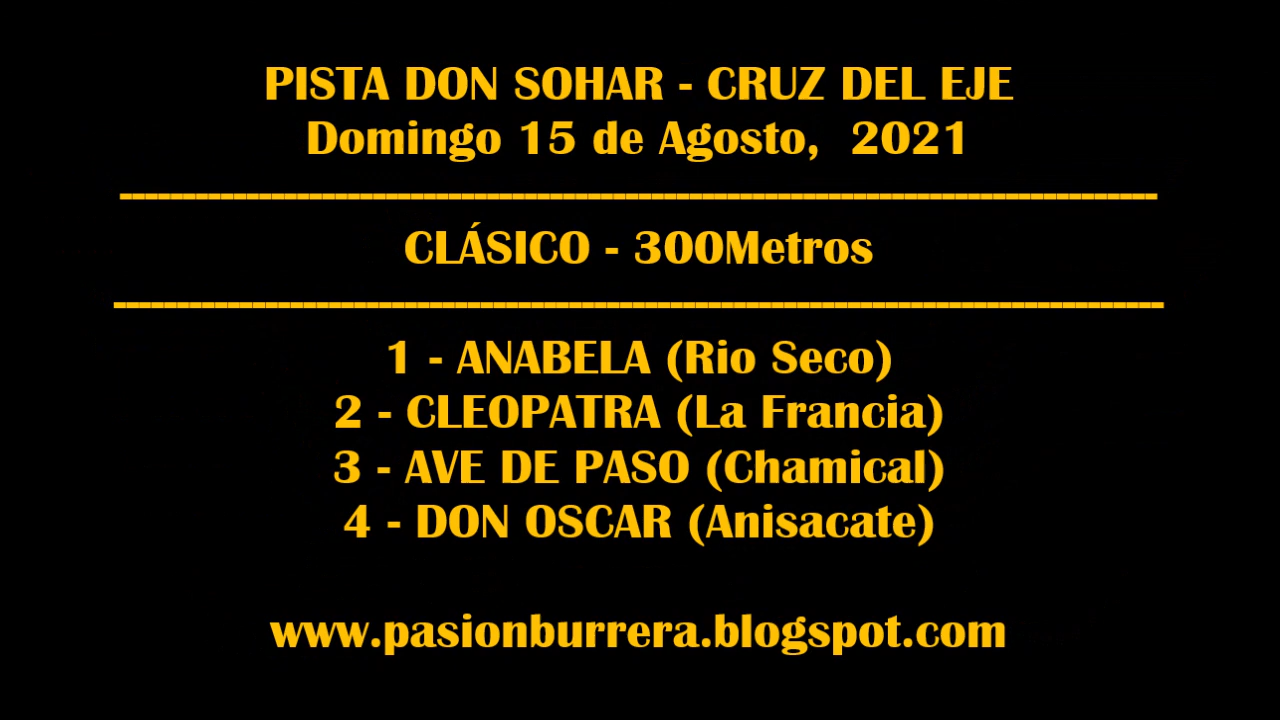 PISTA DON SOHAR - CRUZ DEL EJE
Domingo 15 de Agosto,  2021
CLÁSICO - 300Metros
1 - ANABELA (Rio Seco)
2 - CLEOPATRA (La Francia)
3 - AVE DE PASO (Chamical)
4 - DON OSCAR (Anisacate)
www.pasionburrera.blogspot.com